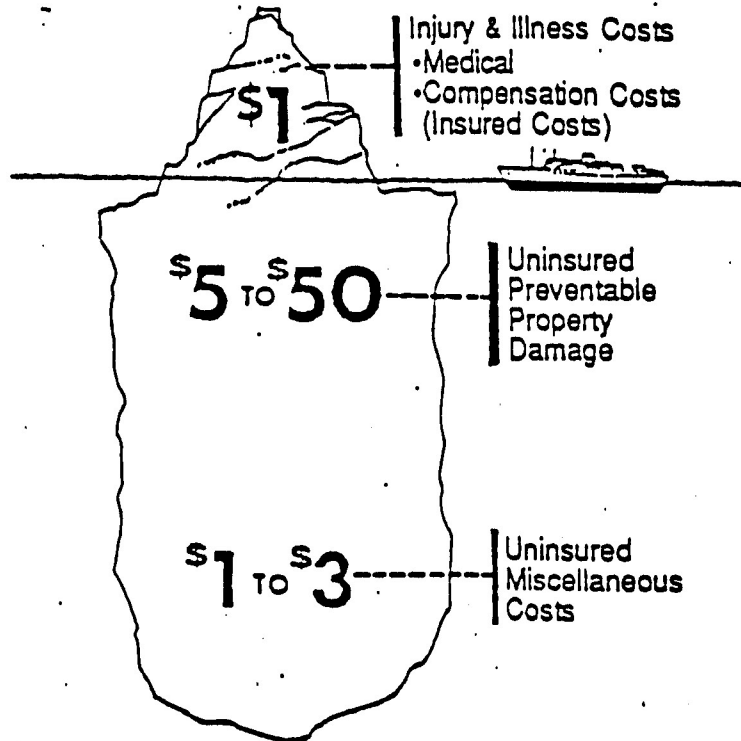 Injury & Illness Costs
•Medical
•Compensation Costs
(Insured Costs)
$1
$5 TO $50
Uninsured
Preventable
Property
Damage
$1 TO $3
Uninsured
Miscellaneous
Costs